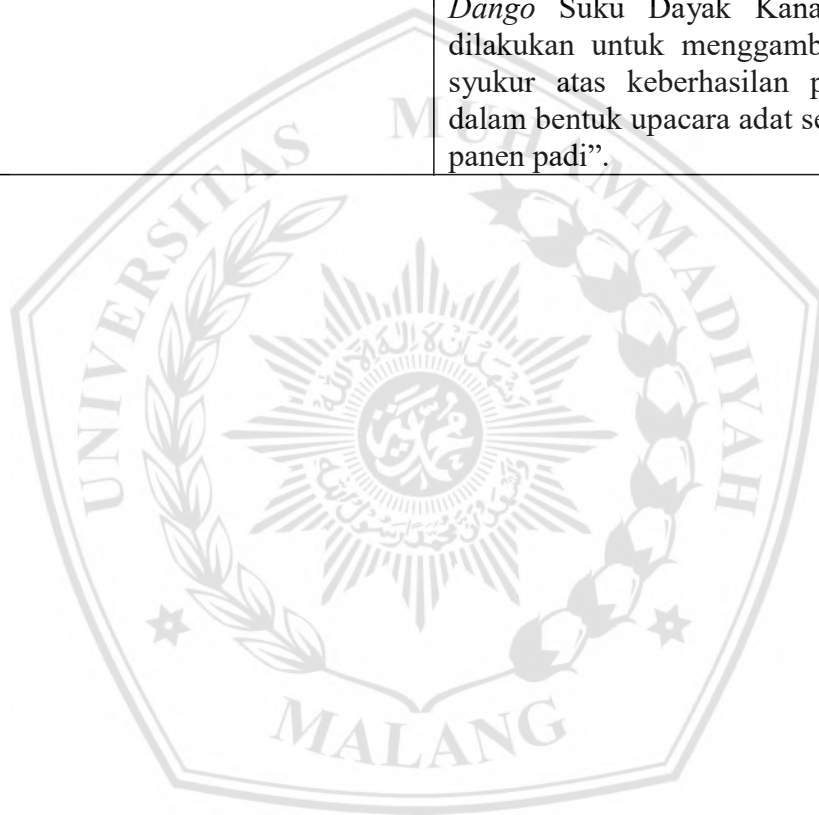 Dango Suku Dayak Kana
dilakukan untuk menggamb
syukur atas keberhasilan p
dalam bentuk upacara adat se
panen padi”.
UNIVERSITAS MUHAMMADIYAH
MALANG